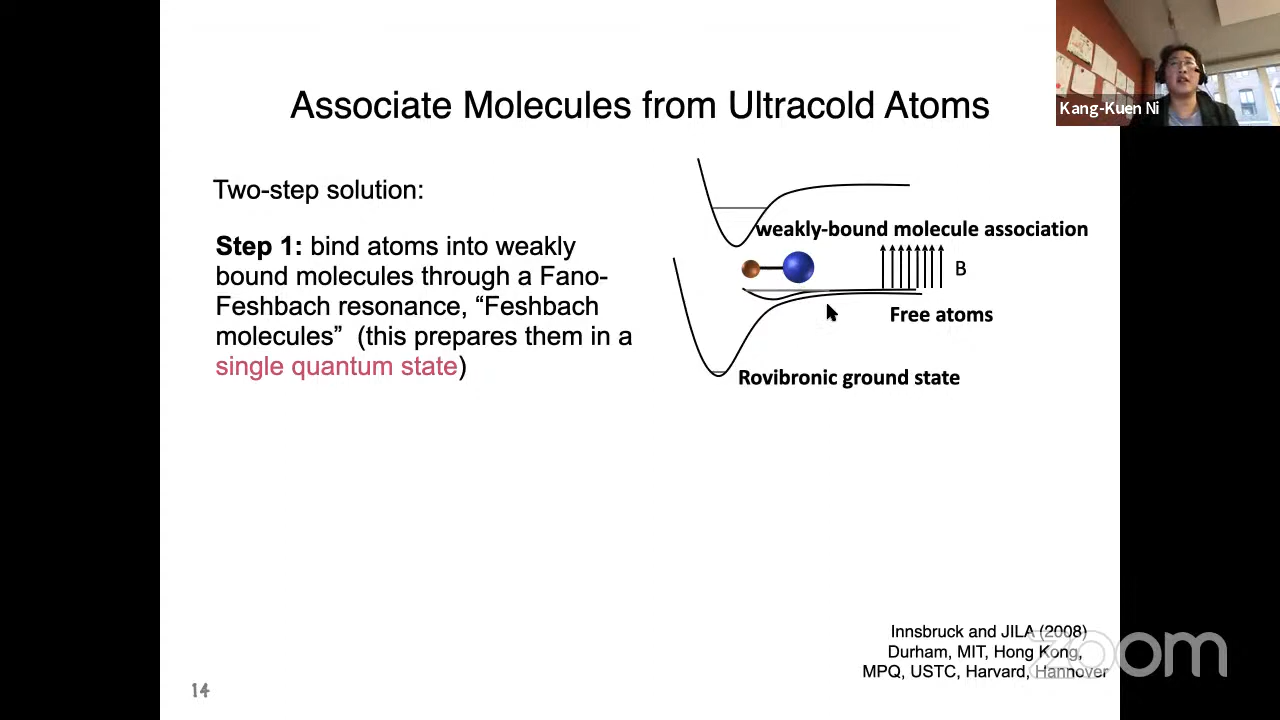 Kang-Kuen Ni
Associate Molecules from Ultracold Atoms
Two-step solution:
Step 1: bind atoms into weakly
bound molecules through a Fano-
Feshbach resonance, “Feshbach
molecules” (this prepares them in a
single quantum state)
weakly-bound molecule association
B
Free atoms
Rovibronic ground state
Innsbruck and JILA (2008)
Durham, MIT, Hong Kong,
MPQ, USTC, Harvard, Hannover
zoom
14